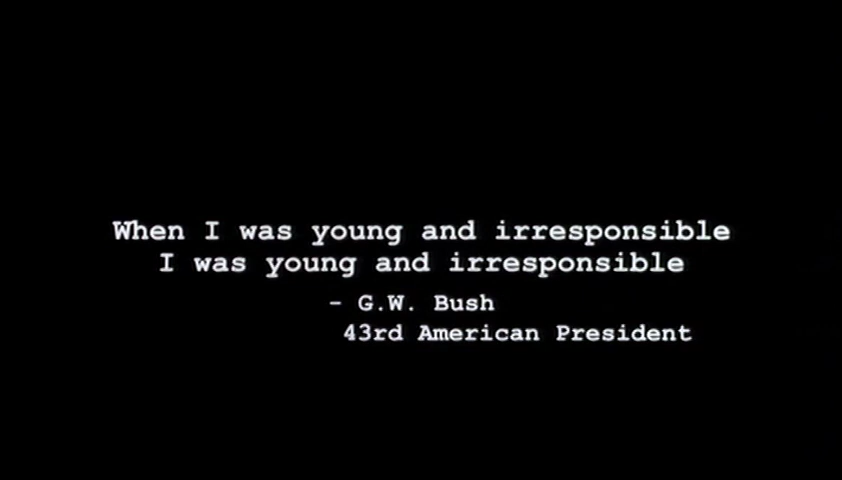 When I was young and irresponsible
I was young and irresponsible
- G.W. Bush
43rd American President